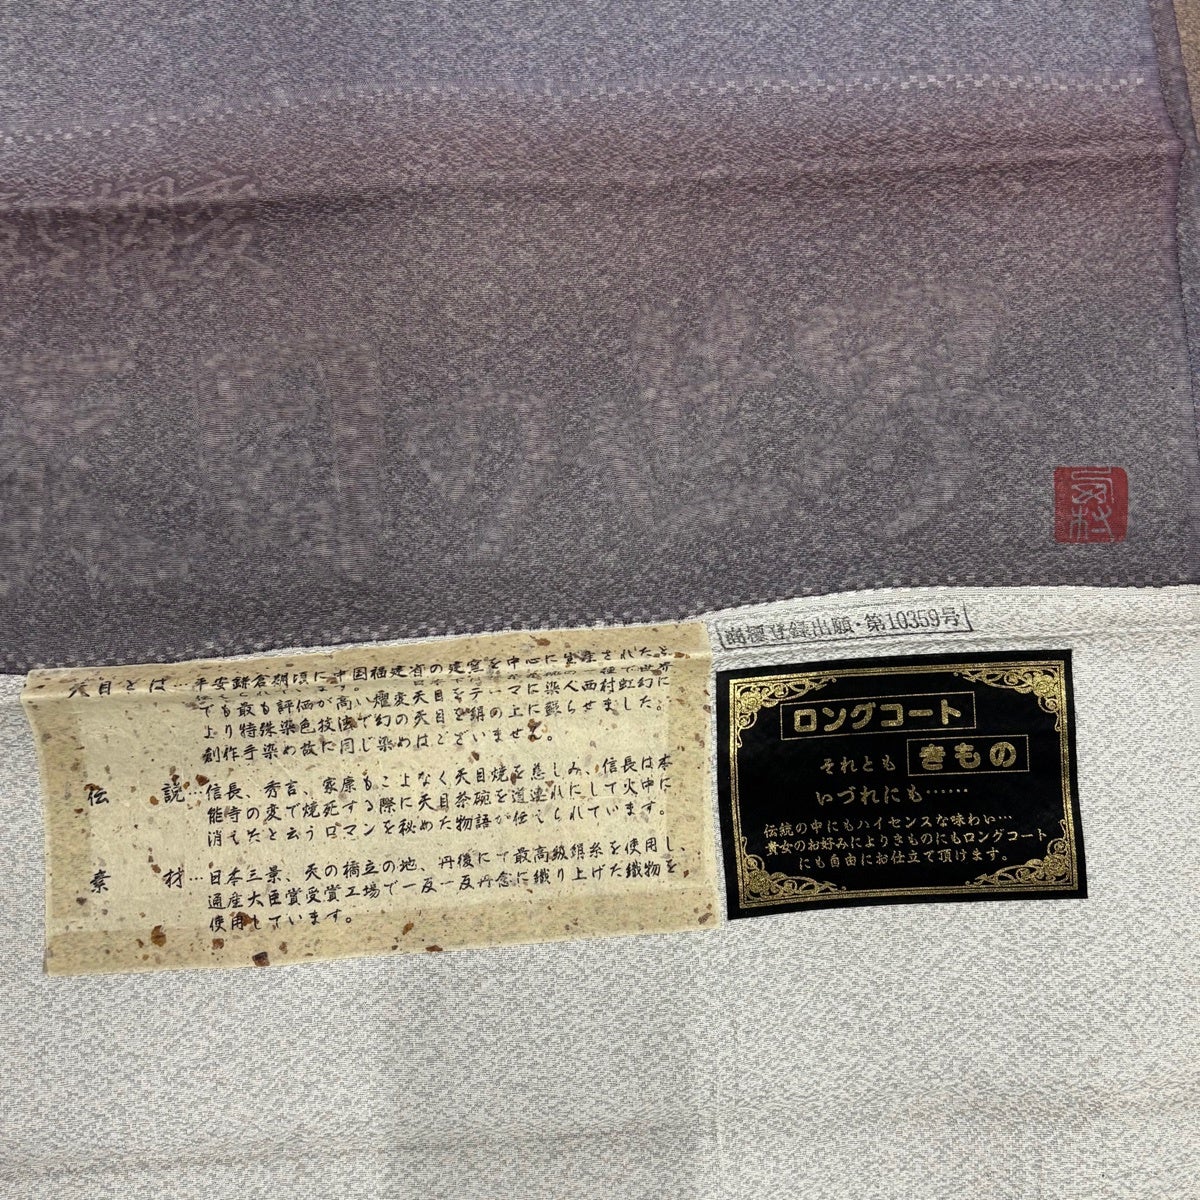 燿変
天目
西村
商標登録出願・第10359号
天目とは…平安鎌倉期頃に中国福建省の建窯を中心に生産されたと
ても最も評価が高い燿変天目をテーマに染人西村虹幻に
より特殊染色技法で幻の天目を絹の上に蘇らせました。
創作手染め故に同じ染めはございません。
伝説…信長、秀吉、家康もこよなく天目焼を慈しみ、信長は本
能寺の変で焼死する際に天目茶碗を道連れにして火中に
消えたと云うロマンを秘めた物語が伝えられています。
素材…日本三景、天の橋立の地、丹後にて最高級絹糸を使用し、
通産大臣賞受賞工場で一反一反丹念に織り上げた織物を
使用しています。
ロングコート
それとも きもの
いづれにも……
伝統の中にもハイセンスな味わい…
貴女のお好みによりきものにもロングコート
にも自由にお仕立て頂けます。